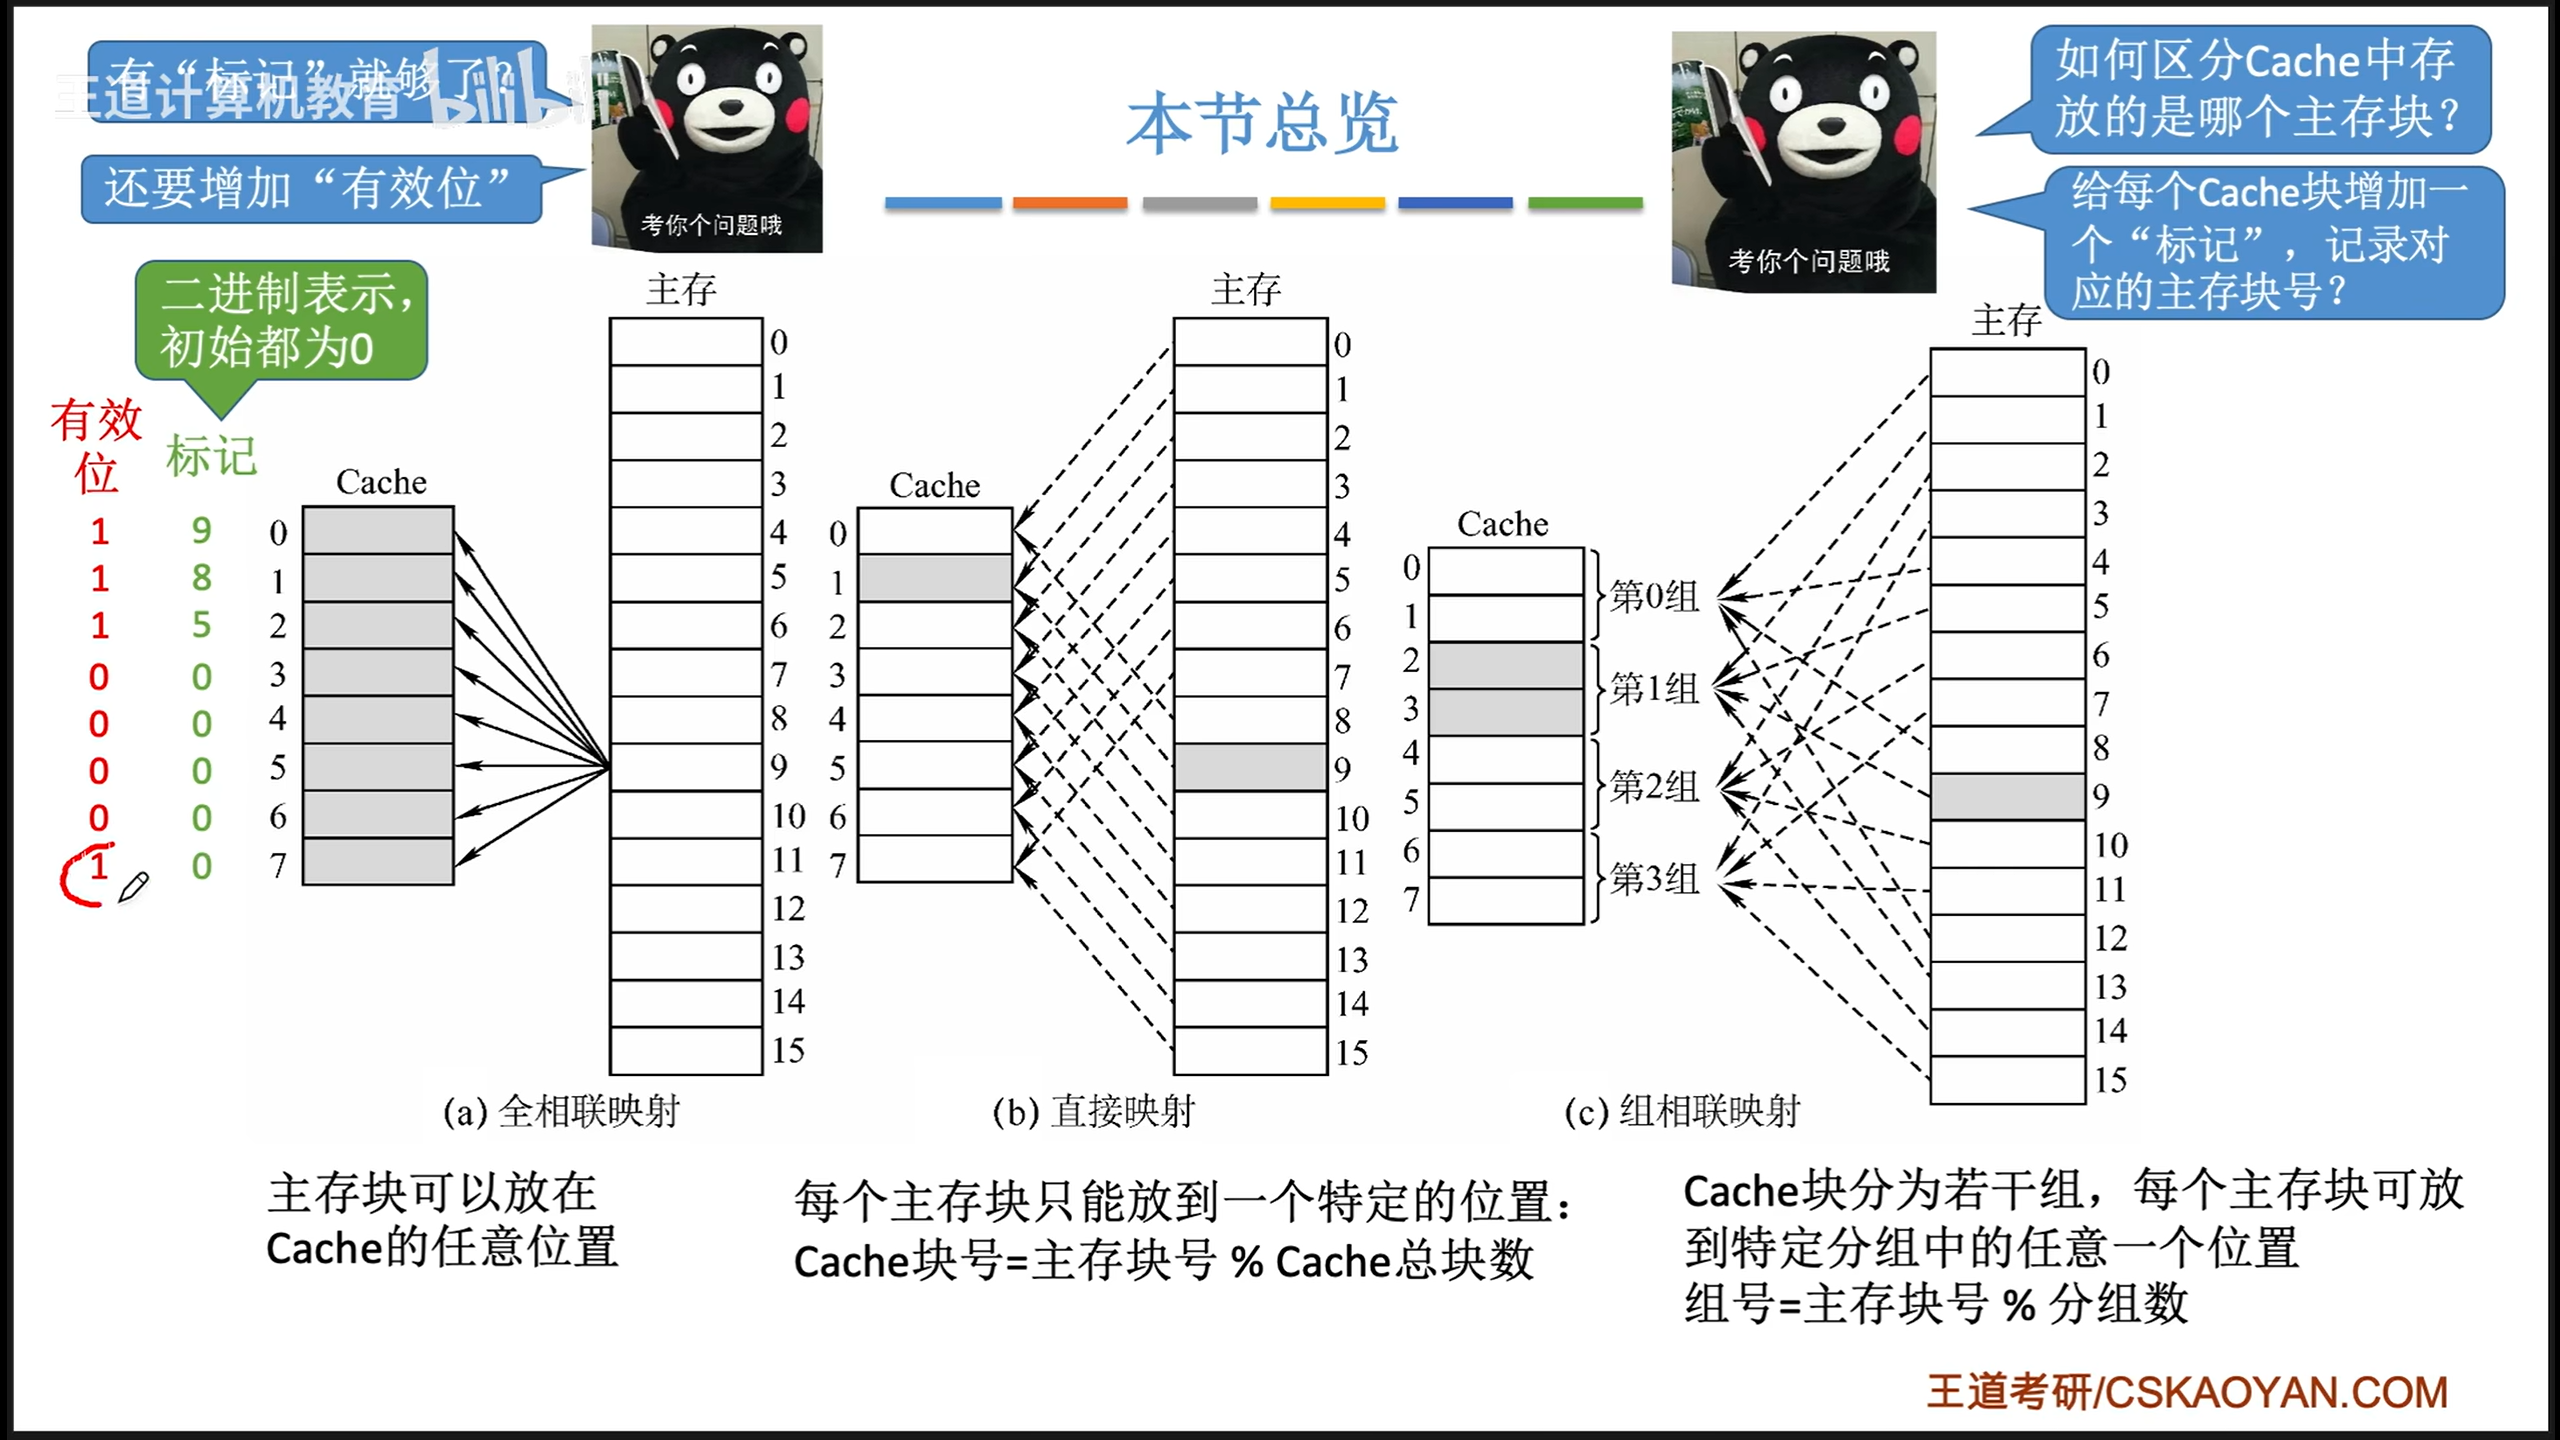 有“标记”就够了?
王道计算机教育 bilibili
还要增加“有效位”
考你个问题哦
本节总览
考你个问题哦
如何区分Cache中存
放的是哪个主存块?
给每个Cache块增加一
个“标记”，记录对
应的主存块号?
二进制表示，
初始都为0
有效
位
标记
1 9
1 8
1 5
0 0
0 0
0 0
0 0
1 0
Cache
0
1
2
3
4
5
6
7
主存
0
1
2
3
4
5
6
7
8
9
10
11
12
13
14
15
(a) 全相联映射
主存块可以放在
Cache的任意位置
Cache
0
1
2
3
4
5
6
7
主存
0
1
2
3
4
5
6
7
8
9
10
11
12
13
14
15
(b) 直接映射
每个主存块只能放到一个特定的位置：
Cache块号=主存块号 % Cache总块数
Cache
0
1
2
3
4
5
6
7
第0组
第1组
第2组
第3组
主存
0
1
2
3
4
5
6
7
8
9
10
11
12
13
14
15
(c) 组相联映射
Cache块分为若干组，每个主存块可放
到特定分组中的任意一个位置
组号=主存块号 % 分组数
王道考研/CSKAOYAN.COM